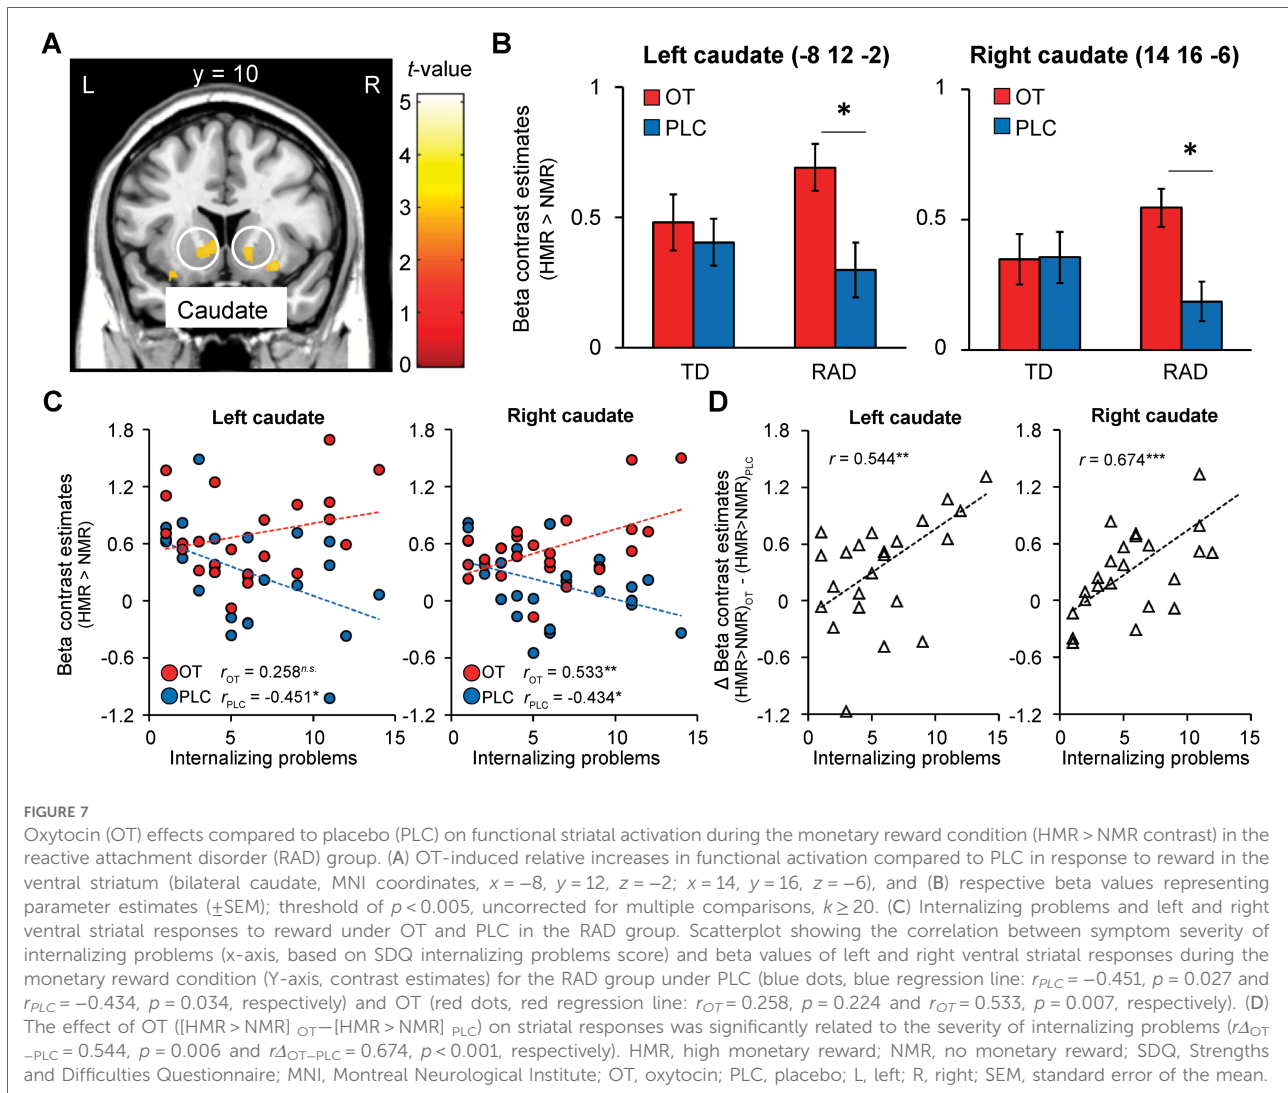 A
L
y = 10
R
t-value
5
4
3
2
1
0
Caudate
B
Left caudate (-8 12 -2)
Right caudate (14 16 -6)
Beta contrast estimates
(HMR > NMR)
1
0.5
0
OT
PLC
*
TD
RAD
1
0.5
0
OT
PLC
*
TD
RAD
C
Left caudate
Right caudate
Beta contrast estimates
(HMR > NMR)
1.8
1.2
0.6
0
-0.6
-1.2
OT rOT = 0.258n.s.
PLC rPLC = -0.451*
0 5 10 15
Internalizing problems
1.8
1.2
0.6
0
-0.6
-1.2
OT rOT = 0.533**
PLC rPLC = -0.434*
0 5 10 15
Internalizing problems
D
Left caudate
Right caudate
Δ Beta contrast estimates
(HMR>NMR)OT - (HMR>NMR)PLC
1.8
1.2
0.6
0
-0.6
-1.2
r = 0.544**
0 5 10 15
Internalizing problems
1.8
1.2
0.6
0
-0.6
-1.2
r = 0.674***
0 5 10 15
Internalizing problems
FIGURE 7
Oxytocin (OT) effects compared to placebo (PLC) on functional striatal activation during the monetary reward condition (HMR > NMR contrast) in the
reactive attachment disorder (RAD) group. (A) OT-induced relative increases in functional activation compared to PLC in response to reward in the
ventral striatum (bilateral caudate, MNI coordinates, x = −8, y = 12, z = −2; x = 14, y = 16, z = −6), and (B) respective beta values representing
parameter estimates (±SEM); threshold of p < 0.005, uncorrected for multiple comparisons, k ≥ 20. (C) Internalizing problems and left and right
ventral striatal responses to reward under OT and PLC in the RAD group. Scatterplot showing the correlation between symptom severity of
internalizing problems (x-axis, based on SDQ internalizing problems score) and beta values of left and right ventral striatal responses during the
monetary reward condition (Y-axis, contrast estimates) for the RAD group under PLC (blue dots, blue regression line: rPLC = −0.451, p = 0.027 and
rPLC = −0.434, p = 0.034, respectively) and OT (red dots, red regression line: rOT = 0.258, p = 0.224 and rOT = 0.533, p = 0.007, respectively). (D)
The effect of OT ([HMR > NMR] OT—[HMR > NMR] PLC) on striatal responses was significantly related to the severity of internalizing problems (rΔOT
−PLC = 0.544, p = 0.006 and rΔOT−PLC = 0.674, p < 0.001, respectively). HMR, high monetary reward; NMR, no monetary reward; SDQ, Strengths
and Difficulties Questionnaire; MNI, Montreal Neurological Institute; OT, oxytocin; PLC, placebo; L, left; R, right; SEM, standard error of the mean.